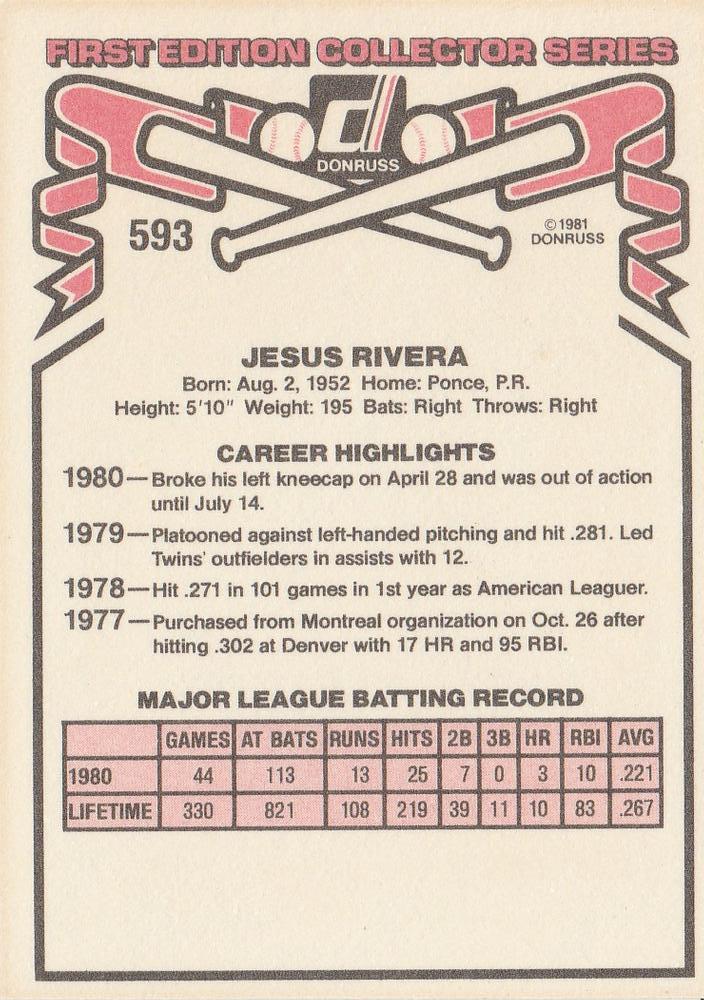 FIRST EDITION COLLECTOR SERIES
d
DONRUSS
593
©1981
DONRUSS
JESUS RIVERA
Born: Aug. 2, 1952 Home: Ponce, P.R.
Height: 5'10" Weight: 195 Bats: Right Throws: Right
CAREER HIGHLIGHTS
1980—Broke his left kneecap on April 28 and was out of action
until July 14.
1979—Platooned against left-handed pitching and hit .281. Led
Twins' outfielders in assists with 12.
1978—Hit .271 in 101 games in 1st year as American Leaguer.
1977—Purchased from Montreal organization on Oct. 26 after
hitting .302 at Denver with 17 HR and 95 RBI.
MAJOR LEAGUE BATTING RECORD
GAMES AT BATS RUNS HITS 2B 3B HR RBI AVG
1980 44 113 13 25 7 0 3 10 .221
LIFETIME 330 821 108 219 39 11 10 83 .267